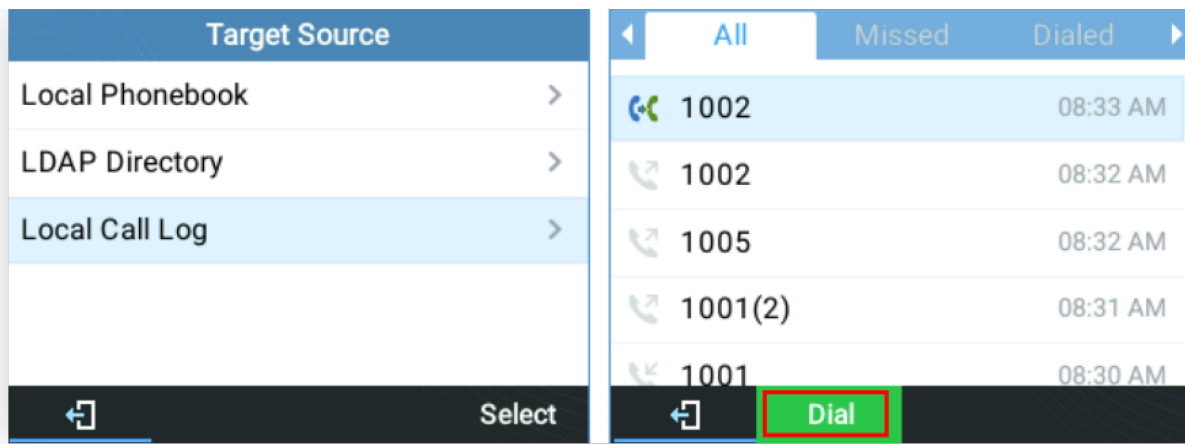 Target Source
Local Phonebook
LDAP Directory
Local Call Log
Select
All Missed Dialed
1002 08:33 AM
1002 08:32 AM
1005 08:32 AM
1001(2) 08:31 AM
1001 08:30 AM
Dial